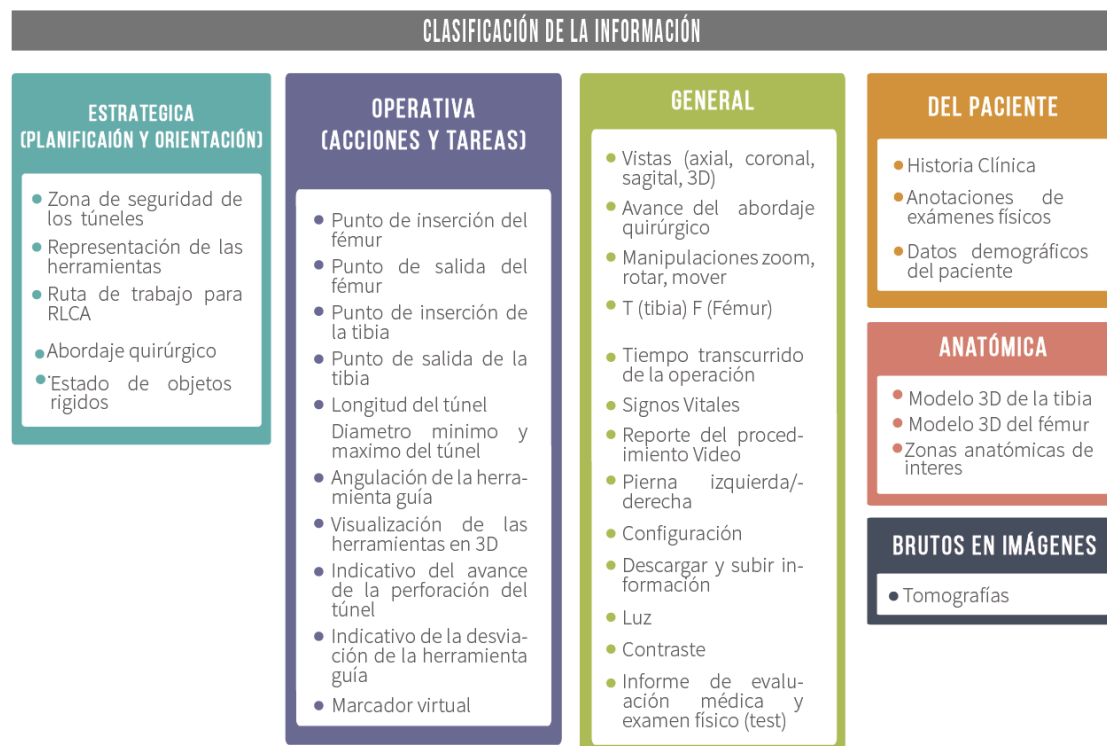 CLASIFICACIÓN DE LA INFORMACIÓN
ESTRATEGICA
(PLANIFICAIÓN Y ORIENTACIÓN)
• Zona de seguridad de
los túneles
• Representación de las
herramientas
• Ruta de trabajo para
RLCA
• Abordaje quirúrgico
• Estado de objetos
rigidos
OPERATIVA
(ACCIONES Y TAREAS)
• Punto de inserción del
fémur
• Punto de salida del
fémur
• Punto de inserción de
la tibia
• Punto de salida de la
tibia
• Longitud del túnel
Diametro minimo y
maximo del túnel
• Angulación de la herra-
mienta guía
• Visualización de las
herramientas en 3D
• Indicativo del avance
de la perforación del
túnel
• Indicativo de la desvia-
ción de la herramienta
guía
• Marcador virtual
GENERAL
• Vistas (axial, coronal,
sagital, 3D)
• Avance del abordaje
quirúrgico
• Manipulaciones zoom,
rotar, mover
• T (tibia) F (Fémur)
• Tiempo transcurrido
de la operación
• Signos Vitales
• Reporte del proced-
imiento Video
• Pierna izquierda/-
derecha
• Configuración
• Descargar y subir in-
formación
• Luz
• Contraste
• Informe de evalu-
ación médica y
examen físico (test)
DEL PACIENTE
• Historia Clínica
• Anotaciones de
exámenes físicos
• Datos demográficos
del paciente
ANATÓMICA
• Modelo 3D de la tibia
• Modelo 3D del fémur
• Zonas anatómicas de
interes
BRUTOS EN IMÁGENES
• Tomografías